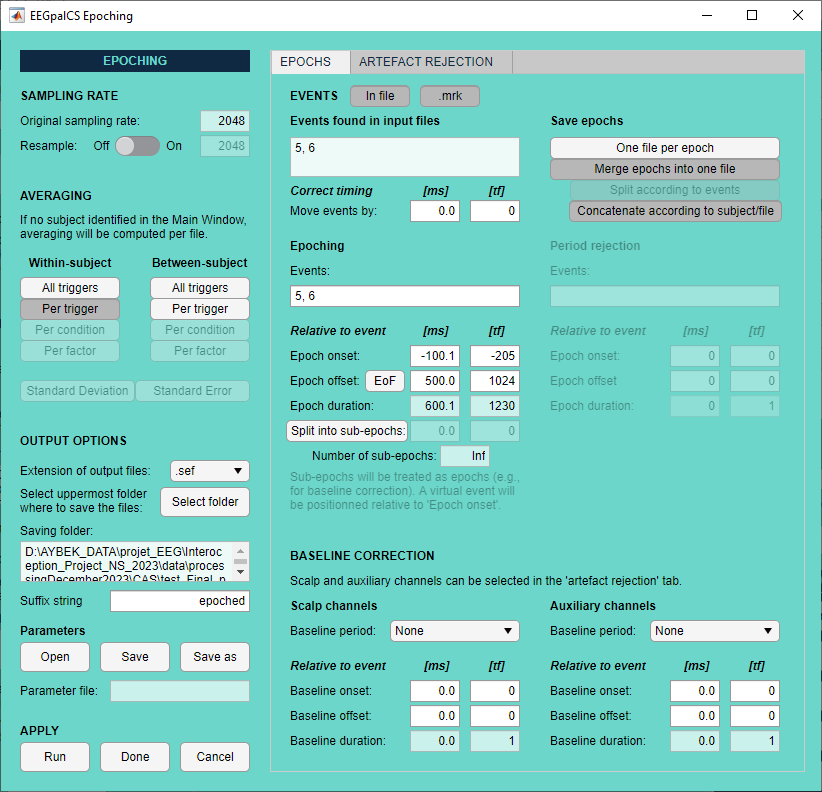 EEGpalCS Epoching
EPOCHING
SAMPLING RATE
Original sampling rate: 2048
Resample: Off On 2048
AVERAGING
If no subject identified in the Main Window,
averaging will be computed per file.
Within-subject Between-subject
All triggers All triggers
Per trigger Per trigger
Per condition Per condition
Per factor Per factor
Standard Deviation Standard Error
OUTPUT OPTIONS
Extension of output files: .sef
Select uppermost folder
where to save the files:
Select folder
Saving folder:
D:\AYBEK_DATA\projet_EEG\Interoc
eption_Project_NS_2023\data\proce
ssingDecember2023\CAS\test_Final_n
Suffix string epoched
Parameters
Open Save Save as
Parameter file:
APPLY
Run Done Cancel
EPOCHS ARTEFACT REJECTION
EVENTS In file .mrk
Events found in input files
5, 6
Correct timing [ms] [tf]
Move events by: 0.0 0
Save epochs
One file per epoch
Merge epochs into one file
Split according to events
Concatenate according to subject/file
Epoching
Events:
5, 6
Relative to event [ms] [tf]
Epoch onset: -100.1 -205
Epoch offset: EoF 500.0 1024
Epoch duration: 600.1 1230
Split into sub-epochs: 0.0 0
Number of sub-epochs: Inf
Sub-epochs will be treated as epochs (e.g.,
for baseline correction). A virtual event will
be positionned relative to 'Epoch onset'.
Period rejection
Events:
Relative to event [ms] [tf]
Epoch onset: 0 0
Epoch offset 0 0
Epoch duration: 0 1
BASELINE CORRECTION
Scalp and auxiliary channels can be selected in the 'artefact rejection' tab.
Scalp channels
Baseline period: None
Relative to event [ms] [tf]
Baseline onset: 0.0 0
Baseline offset: 0.0 0
Baseline duration: 0.0 1
Auxiliary channels
Baseline period: None
Relative to event [ms] [tf]
Baseline onset: 0.0 0
Baseline offset: 0.0 0
Baseline duration: 0.0 1